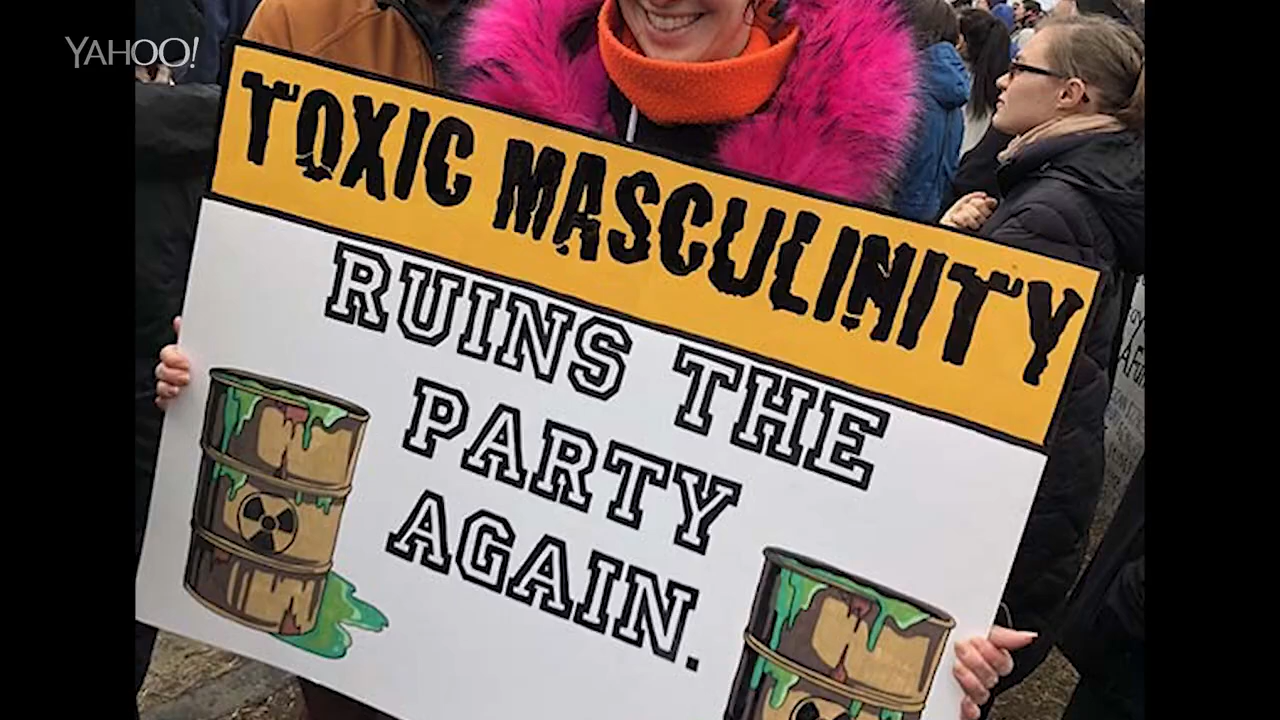 YAHOO!
TOXIC MASCULINITY
RUINS THE
PARTY
AGAIN.